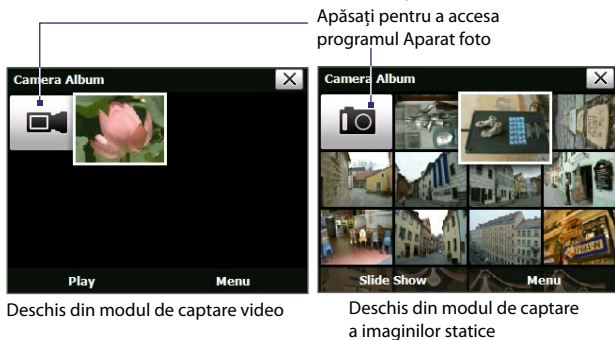 Apăsați pentru a accesa
programul Aparat foto
Camera Album
Play Menu
Camera Album
Slide Show Menu
Deschis din modul de captare video
Deschis din modul de captare
a imaginilor statice